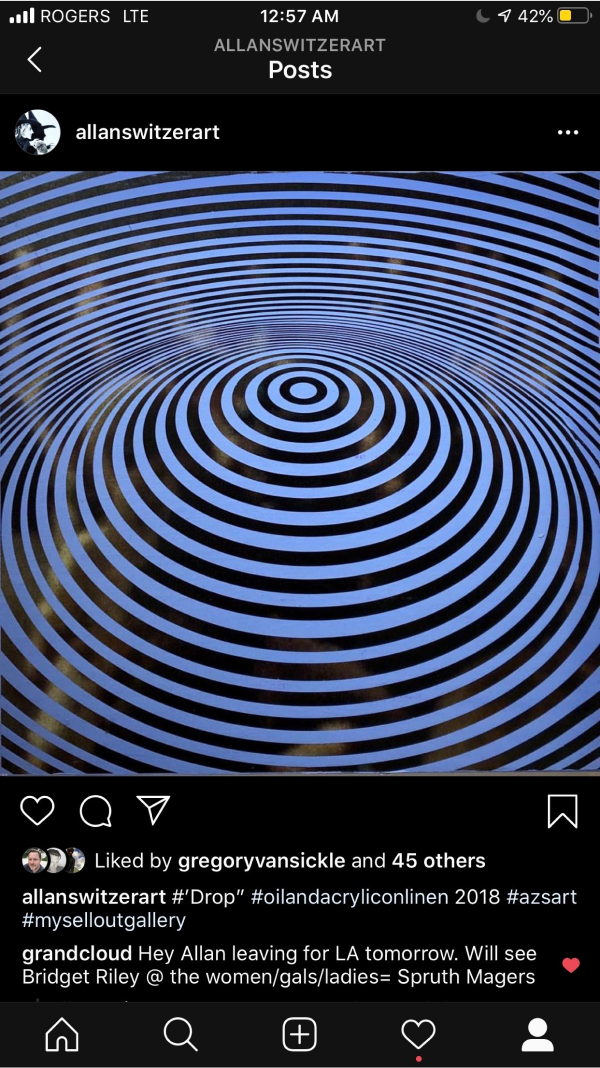 ROGERS LTE 12:57 AM 42%
ALLANSWITZERART
Posts
allanswitzerart
Liked by gregoryvansickle and 45 others
allanswitzerart #'Drop” #oilandacryliconlinen 2018 #azsart
#myselloutgallery
grandcloud Hey Allan leaving for LA tomorrow. Will see
Bridget Riley @ the women/gals/ladies= Spruth Magers